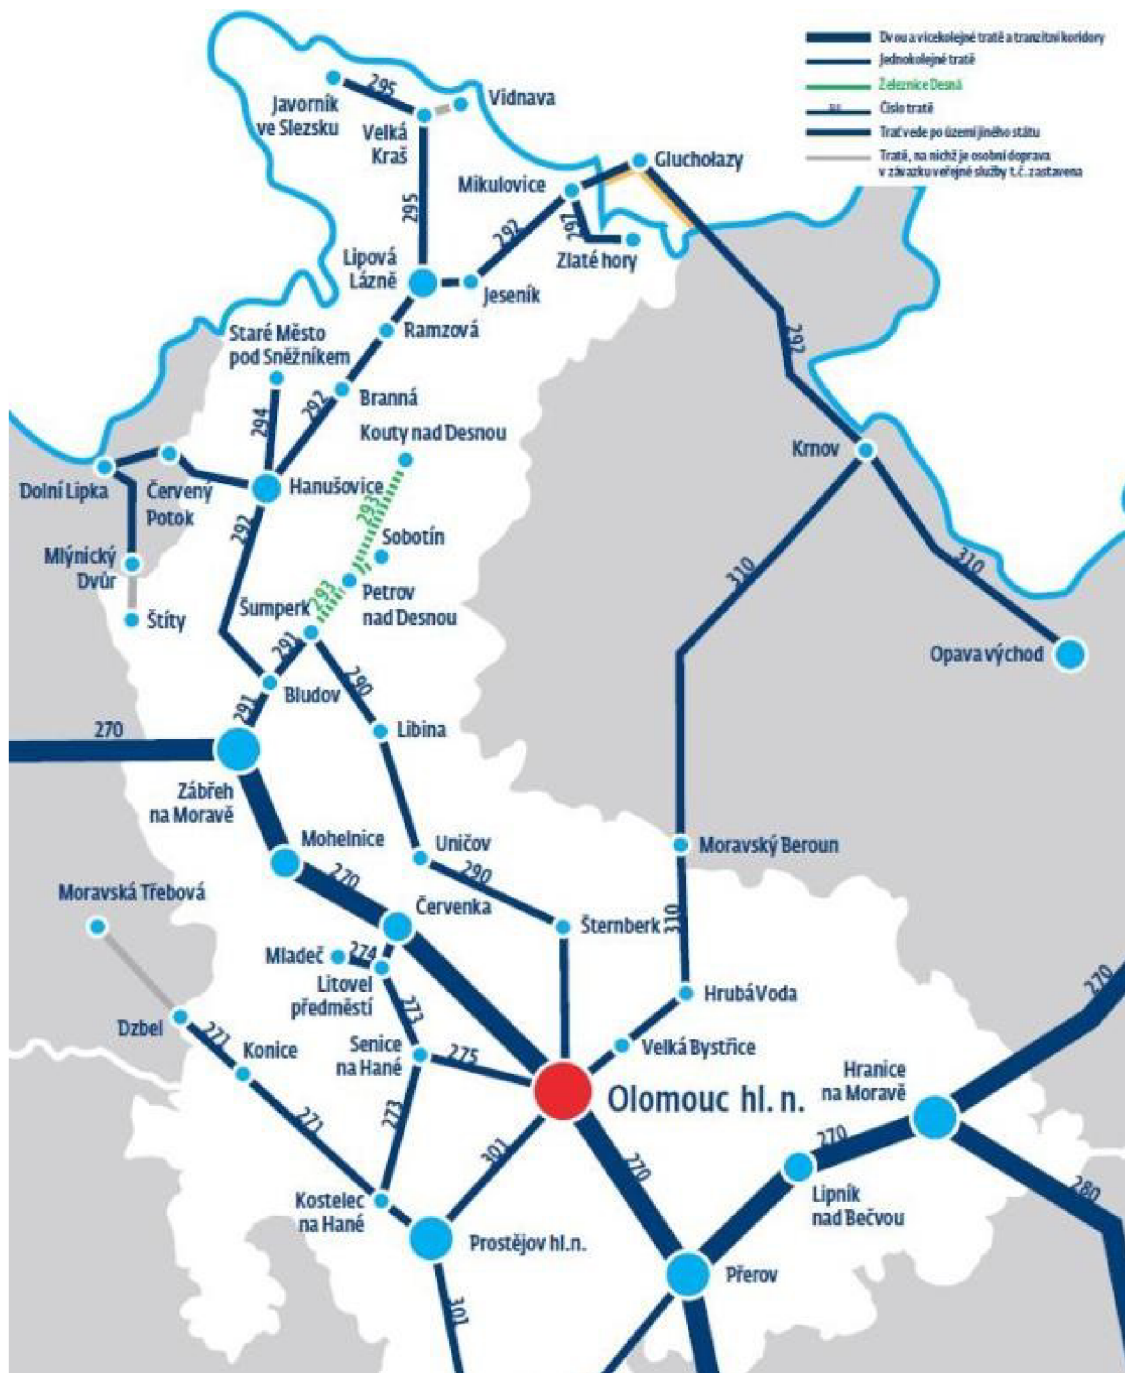 Dvou a vícekolejné tratě a tranzitní koridory
Jednokolejné tratě
Železnice Desná
Číslo tratě
Trať vede po území jiného státu
Tratě, na nichž je osobní doprava
v závazku veřejné služby t.č. zastavena
295
Javorník
ve Slezsku
Vidnava
Velká
Kraš
Głuchołazy
Mikulovice
295
292
292
Zlaté hory
Lipová
Lázně
Jeseník
Ramzová
292
Staré Město
pod Sněžníkem
Branná
294
292
Kouty nad Desnou
Krnov
Dolní Lipka
Červený
Potok
Hanušovice
293
292
Sobotín
310
310
Mlýnický
Dvůr
Štíty
Šumperk
293
Petrov
nad Desnou
291
Opava východ
290
Bludov
291
270
Libina
Zábřeh
na Moravě
Mohelnice
Uničov
Moravský Beroun
270
290
Moravská Třebová
Červenka
Šternberk
310
Mladeč
274
Litovel
předměstí
Hrubá Voda
270
Dzbel
271
273
Konice
Senice
na Hané
275
Velká Bystřice
Hranice
na Moravě
Olomouc hl. n.
271
273
301
270
270
Lipník
nad Bečvou
280
Kostelec
na Hané
Prostějov hl.n.
Přerov
301